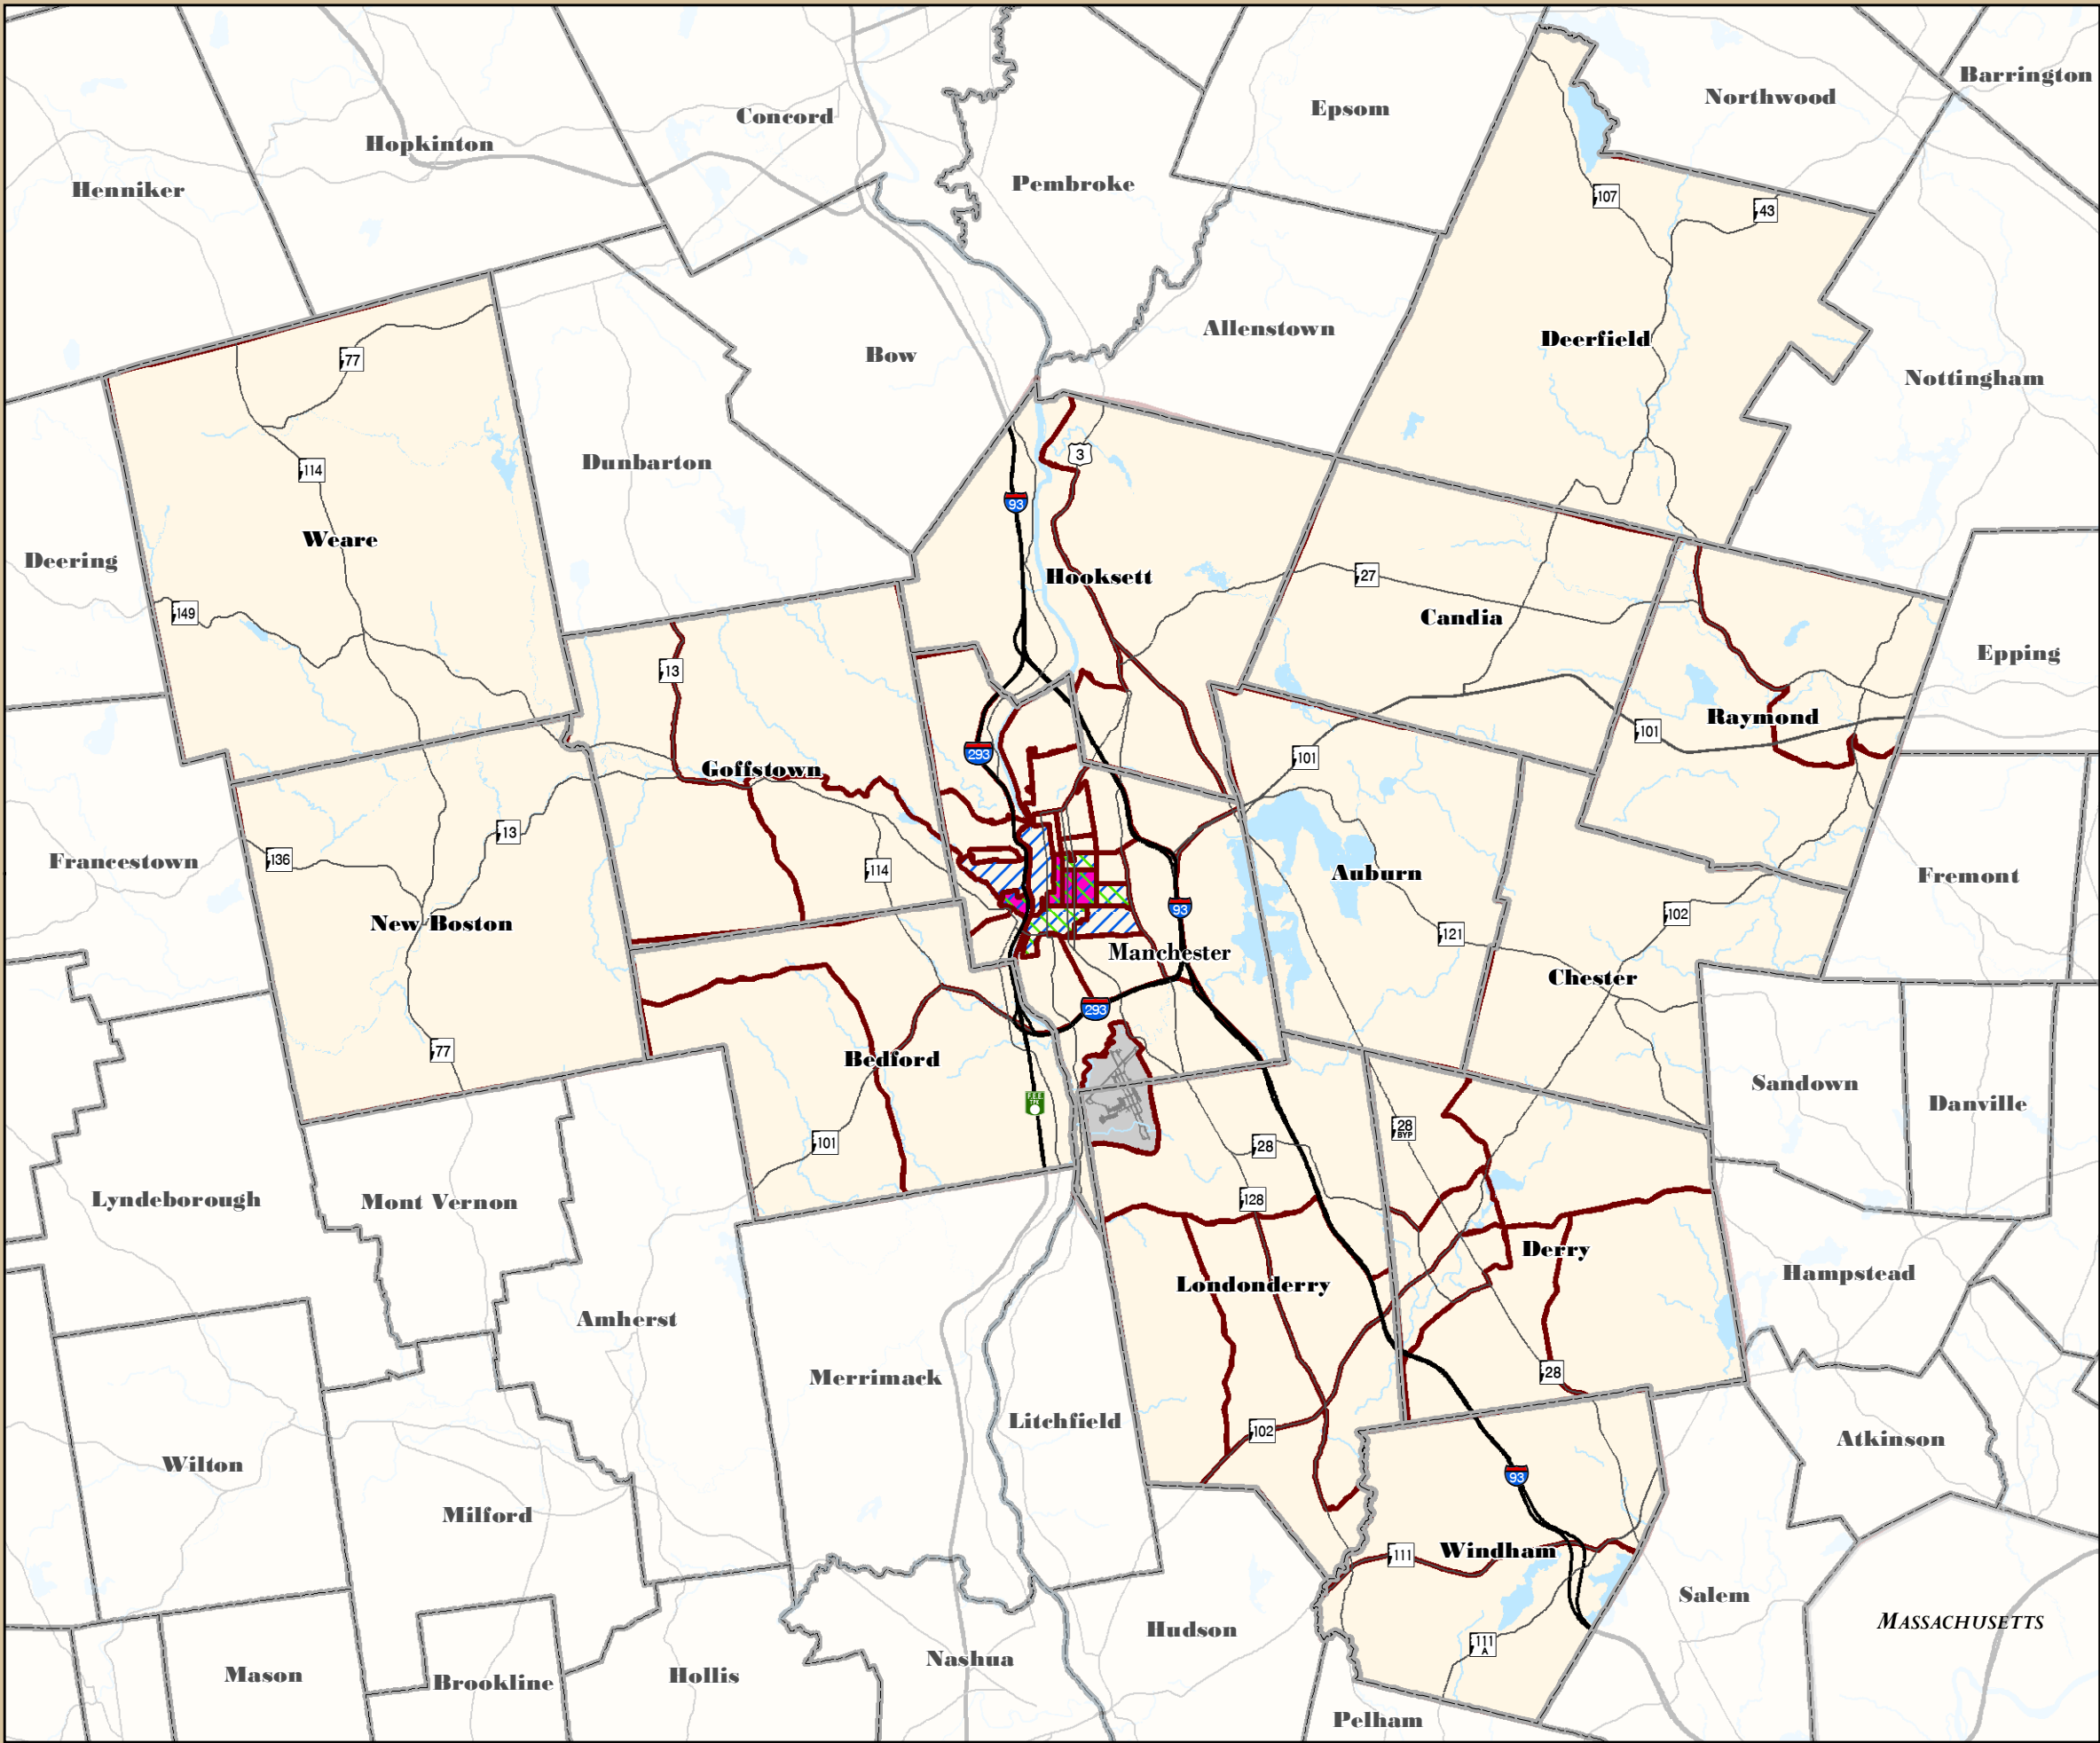 Barrington
Northwood
Epsom
Concord
Hopkinton
Henniker
Pembroke
107
43
Allenstown
Deerfield
Bow
77
Nottingham
3
Dunbarton
114
93
Weare
Deering
Hooksett
27
149
Candia
Epping
13
Raymond
101
293
101
Goffstown
13
136
Francestown
114
Auburn
Fremont
93
102
New Boston
121
Manchester
Chester
293
77
Bedford
Sandown
F.E.E.
TPK
Danville
28
BYP
101
28
Lyndeborough
Mont Vernon
128
Derry
Londonderry
Hampstead
Amherst
28
Merrimack
Litchfield
102
Atkinson
Wilton
93
Milford
111
Windham
Salem
MASSACHUSETTS
Hudson
111
A
Nashua
Mason
Hollis
Brookline
Pelham